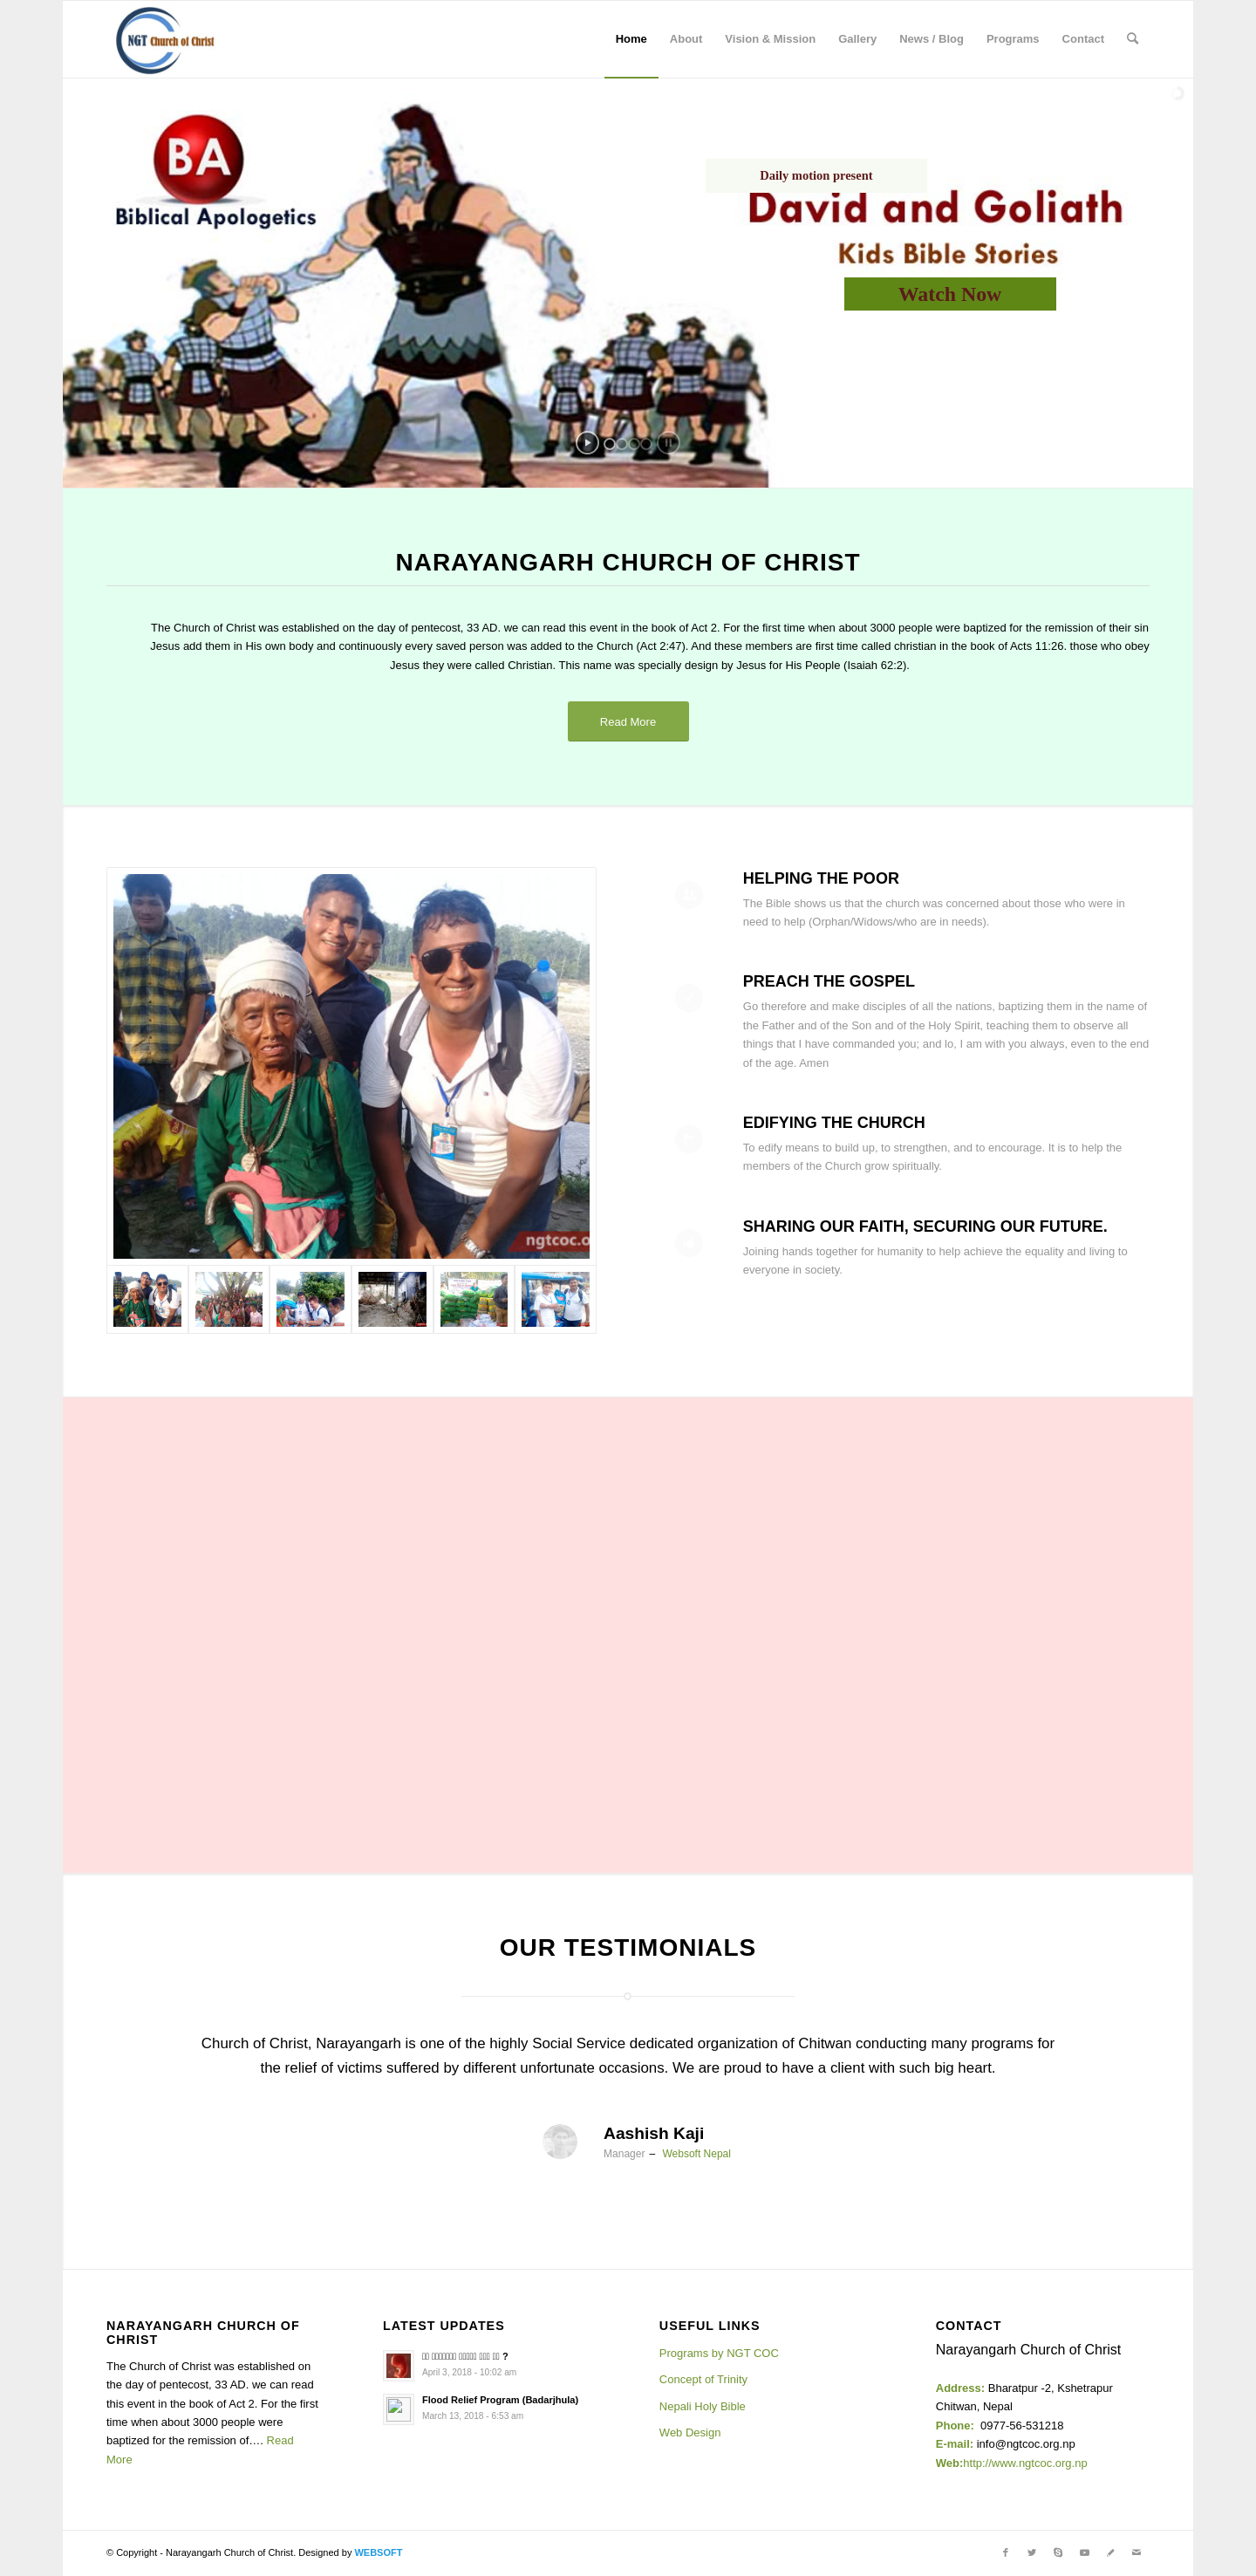 NGT Church of Christ
Home About Vision & Mission Gallery News / Blog Programs Contact
BA
Biblical Apologetics
Daily motion present
David and Goliath
Kids Bible Stories
Watch Now
NARAYANGARH CHURCH OF CHRIST
The Church of Christ was established on the day of pentecost, 33 AD. we can read this event in the book of Act 2. For the first time when about 3000 people were baptized for the remission of their sin
Jesus add them in His own body and continuously every saved person was added to the Church (Act 2:47). And these members are first time called christian in the book of Acts 11:26. those who obey
Jesus they were called Christian. This name was specially design by Jesus for His People (Isaiah 62:2).
Read More
ngtcoc.o
HELPING THE POOR
The Bible shows us that the church was concerned about those who were in
need to help (Orphan/Widows/who are in needs).
PREACH THE GOSPEL
Go therefore and make disciples of all the nations, baptizing them in the name of
the Father and of the Son and of the Holy Spirit, teaching them to observe all
things that I have commanded you; and lo, I am with you always, even to the end
of the age. Amen
EDIFYING THE CHURCH
To edify means to build up, to strengthen, and to encourage. It is to help the
members of the Church grow spiritually.
SHARING OUR FAITH, SECURING OUR FUTURE.
Joining hands together for humanity to help achieve the equality and living to
everyone in society.
OUR TESTIMONIALS
Church of Christ, Narayangarh is one of the highly Social Service dedicated organization of Chitwan conducting many programs for
the relief of victims suffered by different unfortunate occasions. We are proud to have a client with such big heart.
Aashish Kaji
Manager – Websoft Nepal
NARAYANGARH CHURCH OF
CHRIST
The Church of Christ was established on
the day of pentecost, 33 AD. we can read
this event in the book of Act 2. For the first
time when about 3000 people were
baptized for the remission of…. Read
More
LATEST UPDATES
?
April 3, 2018 - 10:02 am
Flood Relief Program (Badarjhula)
March 13, 2018 - 6:53 am
USEFUL LINKS
Programs by NGT COC
Concept of Trinity
Nepali Holy Bible
Web Design
CONTACT
Narayangarh Church of Christ
Address: Bharatpur -2, Kshetrapur
Chitwan, Nepal
Phone: 0977-56-531218
E-mail: info@ngtcoc.org.np
Web:http://www.ngtcoc.org.np
© Copyright - Narayangarh Church of Christ. Designed by WEBSOFT